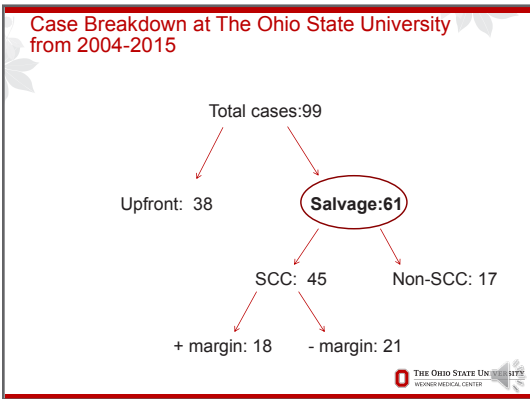 Case Breakdown at The Ohio State University
from 2004-2015
Total cases:99
Upfront: 38
Salvage:61
SCC: 45
Non-SCC: 17
+ margin: 18
- margin: 21
THE OHIO STATE UNIVERSITY
WEXNER MEDICAL CENTER